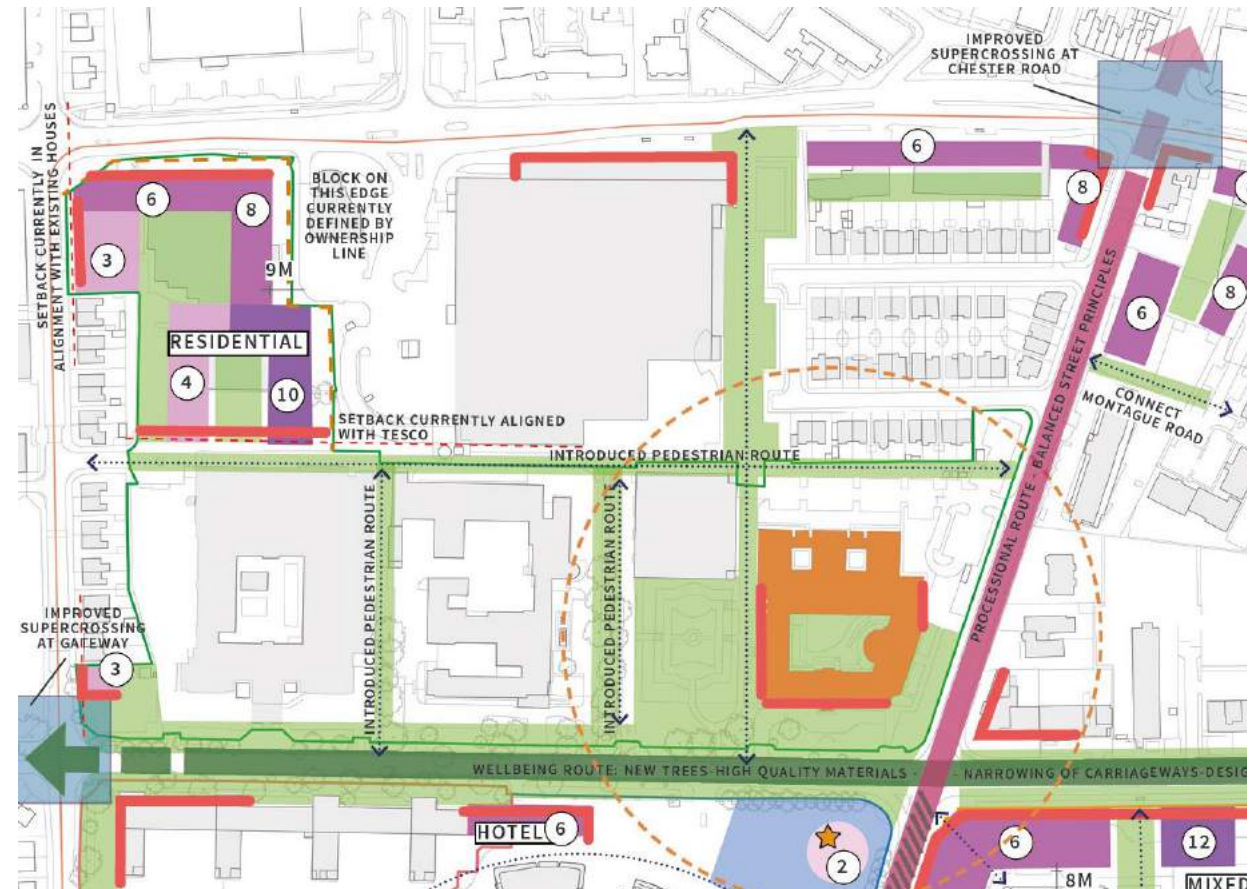 IMPROVED
SUPERCROSSING AT
CHESTER ROAD
SETBACK CURRENTLY IN
ALIGNMENT WITH EXISTING HOUSES
BLOCK ON
THIS EDGE
CURRENTLY
DEFINED BY
OWNERSHIP
LINE
6
8
3
9M
RESIDENTIAL
4
10
SETBACK CURRENTLY ALIGNED
WITH TESCO
6
8
6
8
CONNECT
MONTAGUE ROAD
PROCESSIONAL ROUTE - BALANCED STREET PRINCIPLES
INTRODUCED PEDESTRIAN ROUTE
INTRODUCED PEDESTRIAN ROUTE
INTRODUCED PEDESTRIAN ROUTE
IMPROVED
SUPERCROSSING
AT GATEWAY
3
WELLBEING ROUTE: NEW TREES-HIGH QUALITY MATERIALS - - NARROWING OF CARRIAGEWAYS-DESIG
HOTEL
6
2
6
12
8M
MIXED